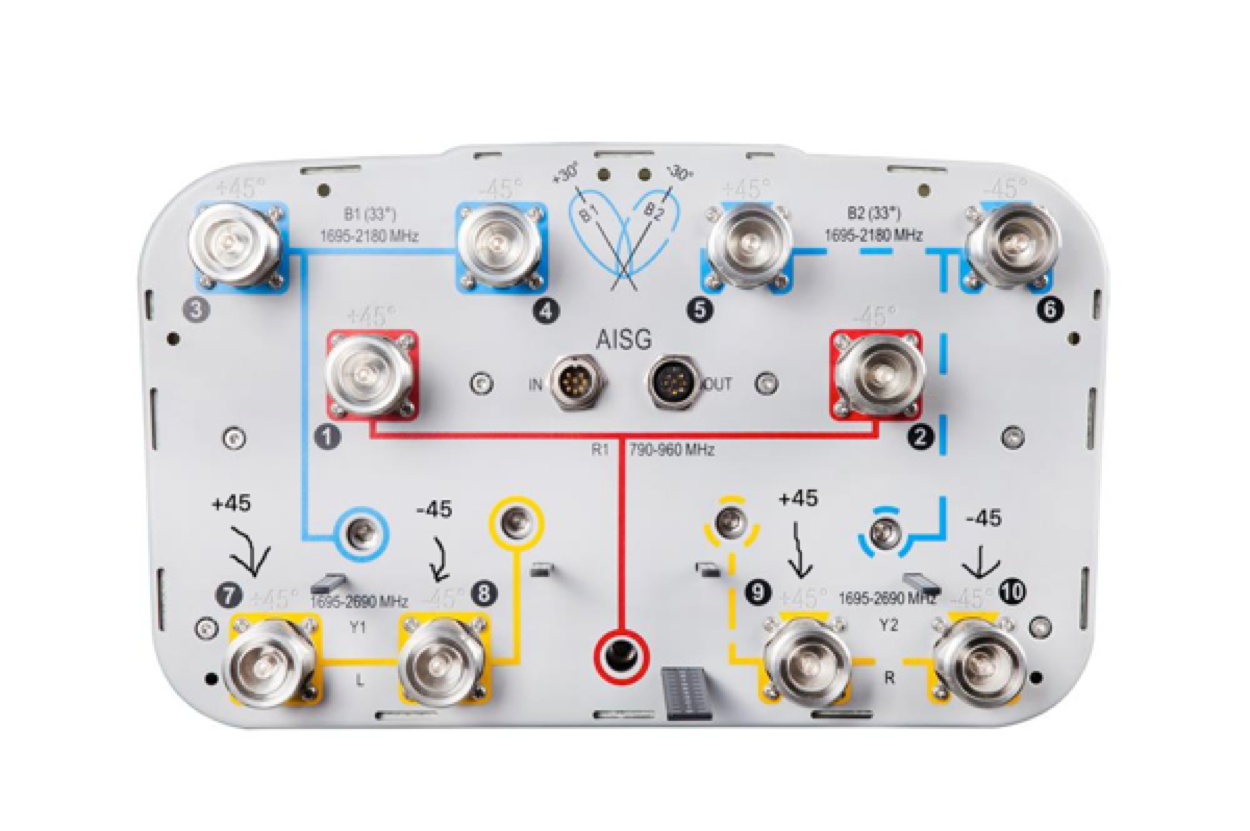 +45° -45° +30° -30° +45° -45°
B1 (33°) B1 B2 B2 (33°)
1695-2180 MHz 1695-2180 MHz
3 4 5 6
+45° -45°
AISG
IN OUT
1 2
R1 790-960 MHz
+45 -45 +45 -45
7 8 9 10
+45° 1695-2690 MHz -45° +45° 1695-2690 MHz -45°
Y1 Y2
L R